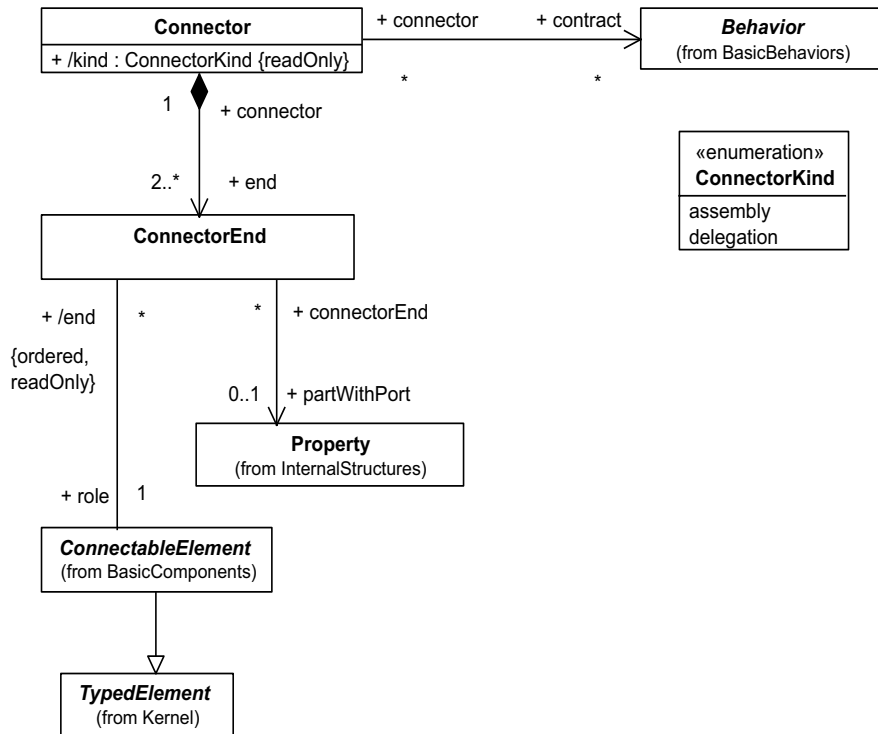 Connector
+ /kind : ConnectorKind {readOnly}
+ connector
+ contract
*
*
Behavior
(from BasicBehaviors)
1
+ connector
2..*
+ end
«enumeration»
ConnectorKind
assembly
delegation
ConnectorEnd
+ /end
*
{ordered,
readOnly}
*
+ connectorEnd
0..1
+ partWithPort
Property
(from InternalStructures)
+ role
1
ConnectableElement
(from BasicComponents)
TypedElement
(from Kernel)